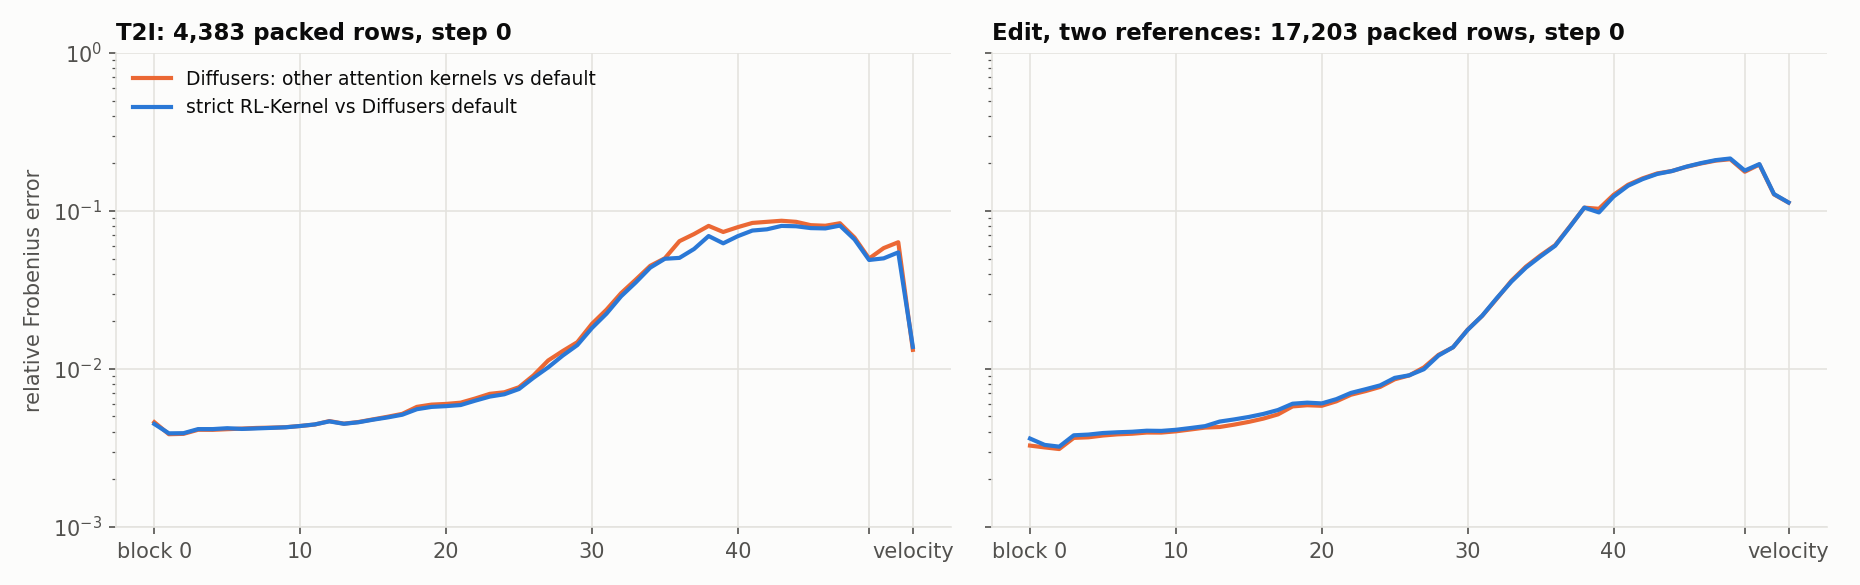 T2I: 4,383 packed rows, step 0
Edit, two references: 17,203 packed rows, step 0
Diffusers: other attention kernels vs default
strict RL-Kernel vs Diffusers default
relative Frobenius error
10⁰
10⁻¹
10⁻²
10⁻³
block 0 10 20 30 40 velocity
block 0 10 20 30 40 velocity